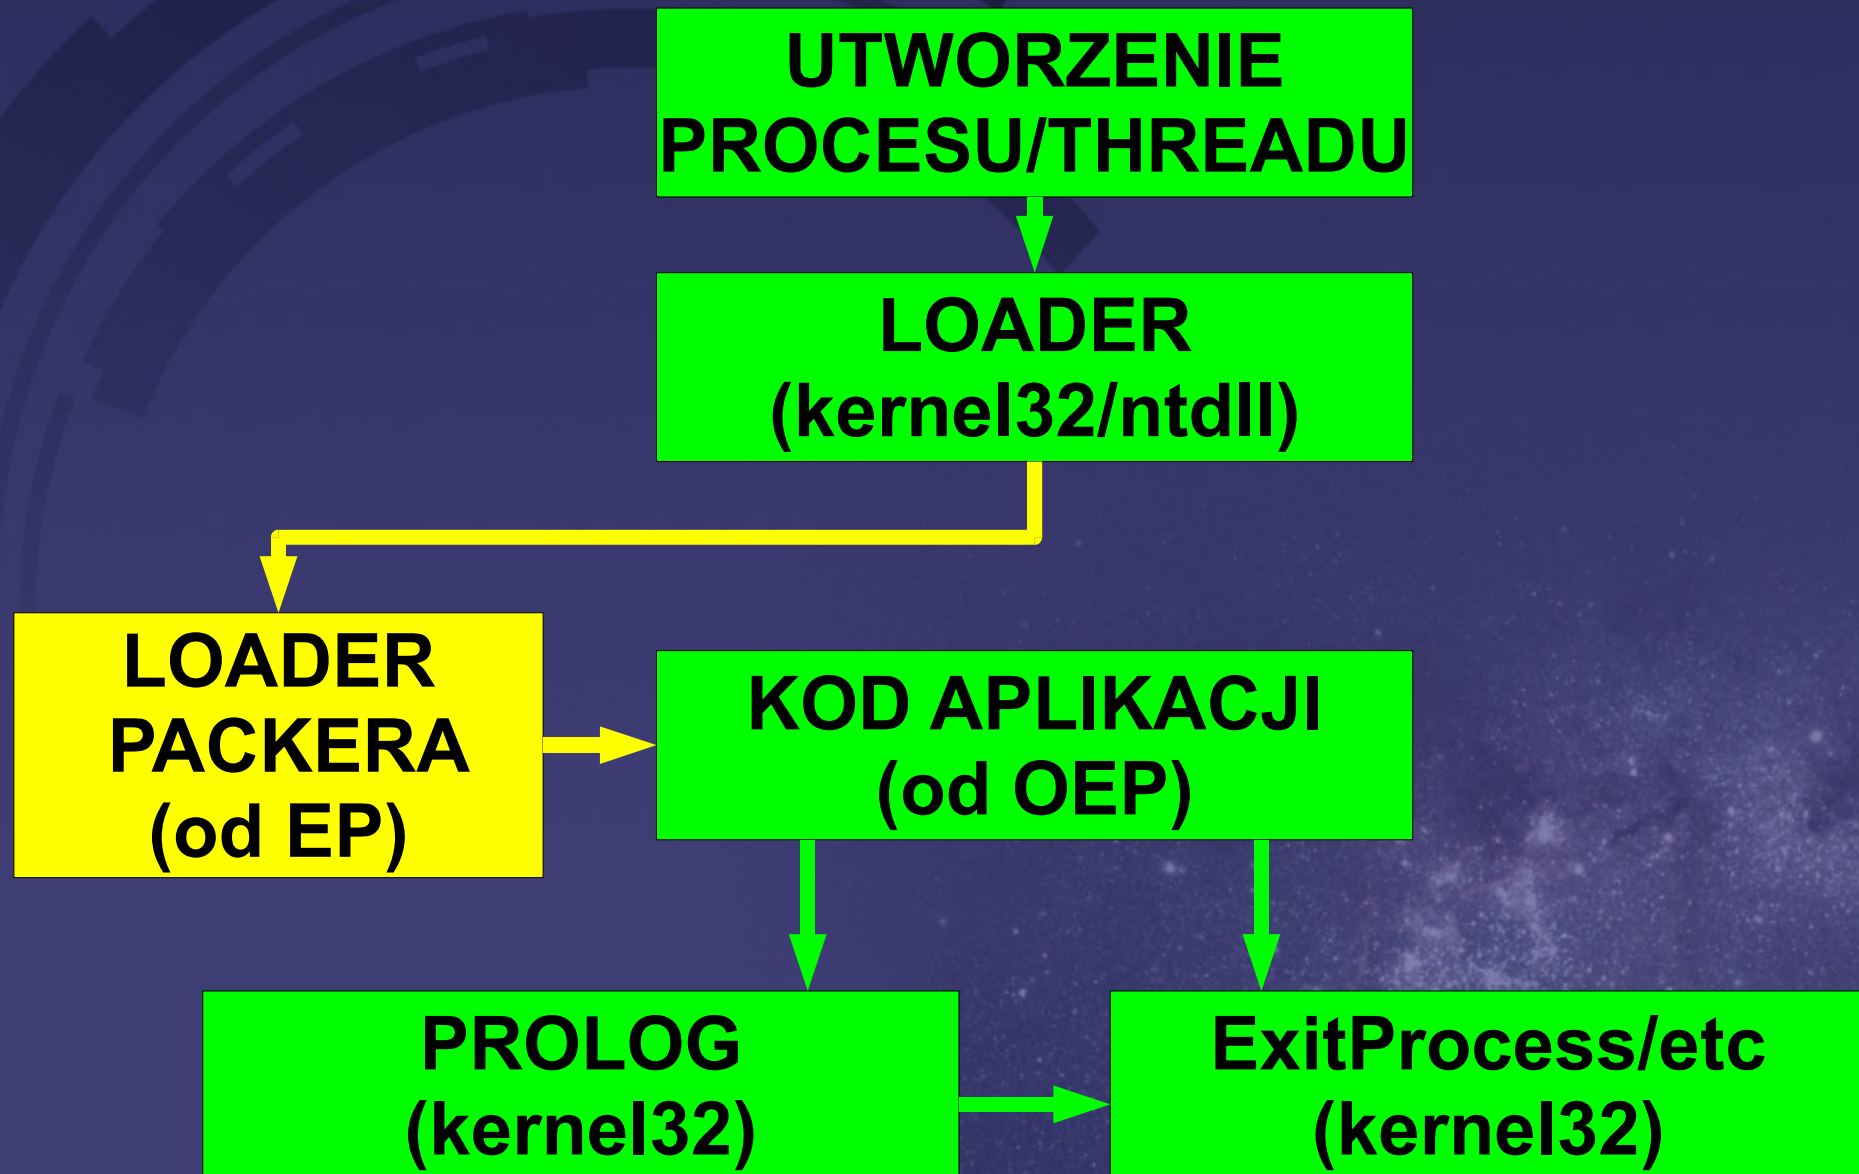 UTWORZENIE
PROCESU/THREADU
LOADER
(kernel32/ntdll)
LOADER
PACKERA
(od EP)
KOD APLIKACJI
(od OEP)
PROLOG
(kernel32)
ExitProcess/etc
(kernel32)